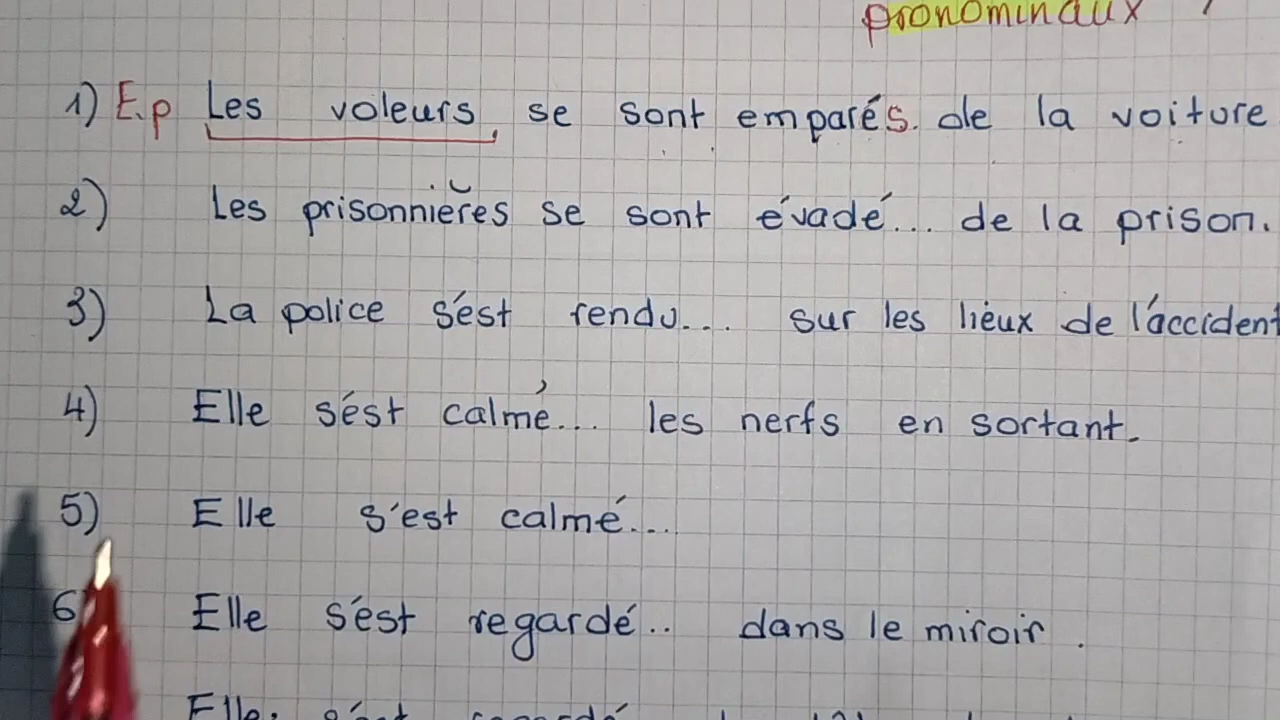 pronominaux
1) E.p Les voleurs se sont emparés. de la voiture
2) Les prisonnières se sont évadé... de la prison.
3) La police s'est rendu... sur les lieux de l'accident
4) Elle s'est calmé... les nerfs en sortant.
5) Elle s'est calmé...
6) Elle s'est regardé.. dans le miroir.
Elle s'est